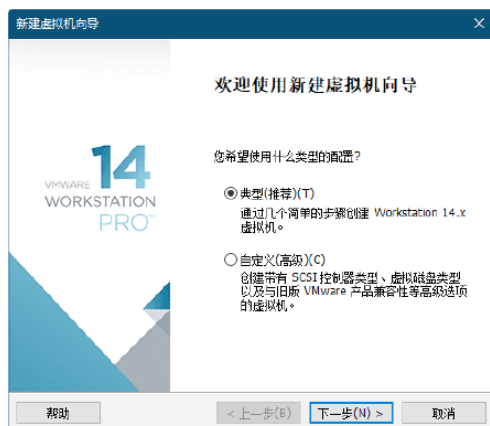 新建虚拟机向导
VMWARE 14
WORKSTATION
PRO™
欢迎使用新建虚拟机向导
您希望使用什么类型的配置?
典型(推荐)(T)
通过几个简单的步骤创建 Workstation 14.x
虚拟机。
自定义(高级)(C)
创建带有 SCSI 控制器类型、虚拟磁盘类型
以及与旧版 VMware 产品兼容性等高级选项
的虚拟机。
帮助
< 上一步(B)
下一步(N) >
取消